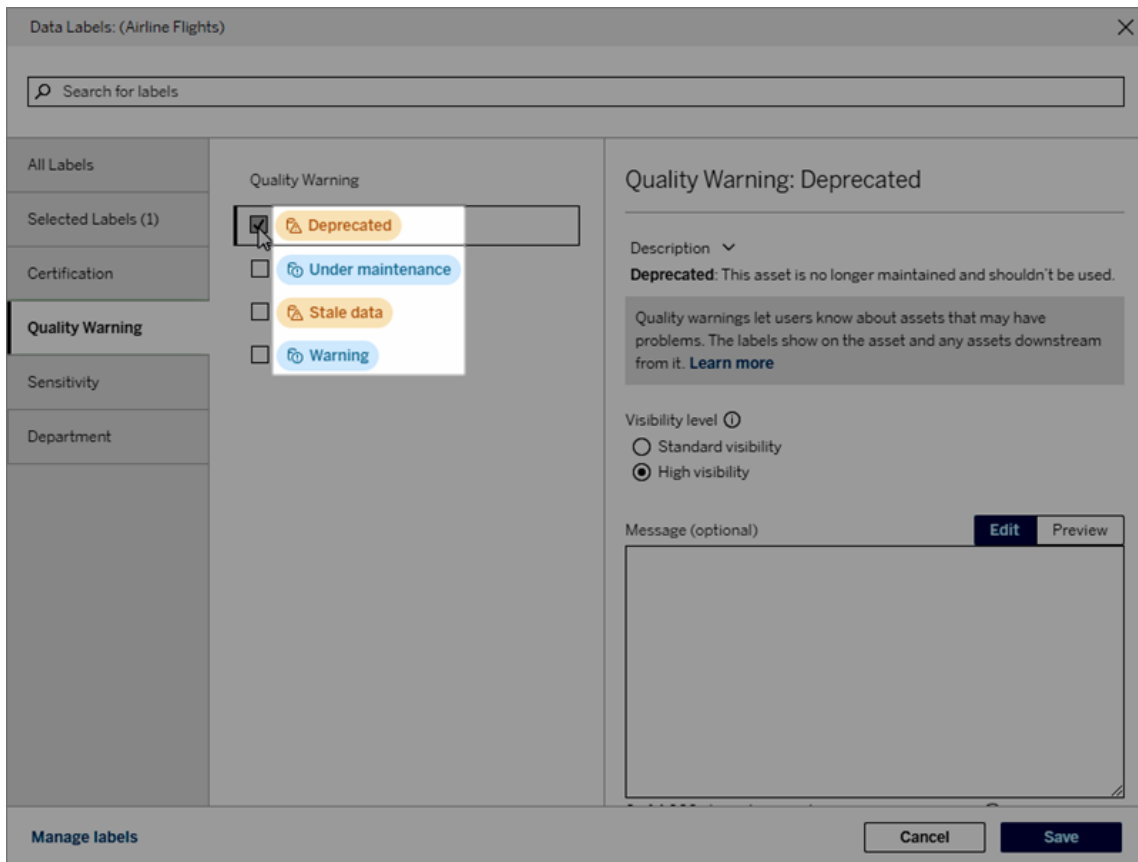 Data Labels: (Airline Flights)
Search for labels
All Labels
Selected Labels (1)
Certification
Quality Warning
Sensitivity
Department
Quality Warning
Deprecated
Under maintenance
Stale data
Warning
Quality Warning: Deprecated
Description
Deprecated: This asset is no longer maintained and shouldn't be used.
Quality warnings let users know about assets that may have
problems. The labels show on the asset and any assets downstream
from it. Learn more
Visibility level
Standard visibility
High visibility
Message (optional)
Edit
Preview
Manage labels
Cancel
Save